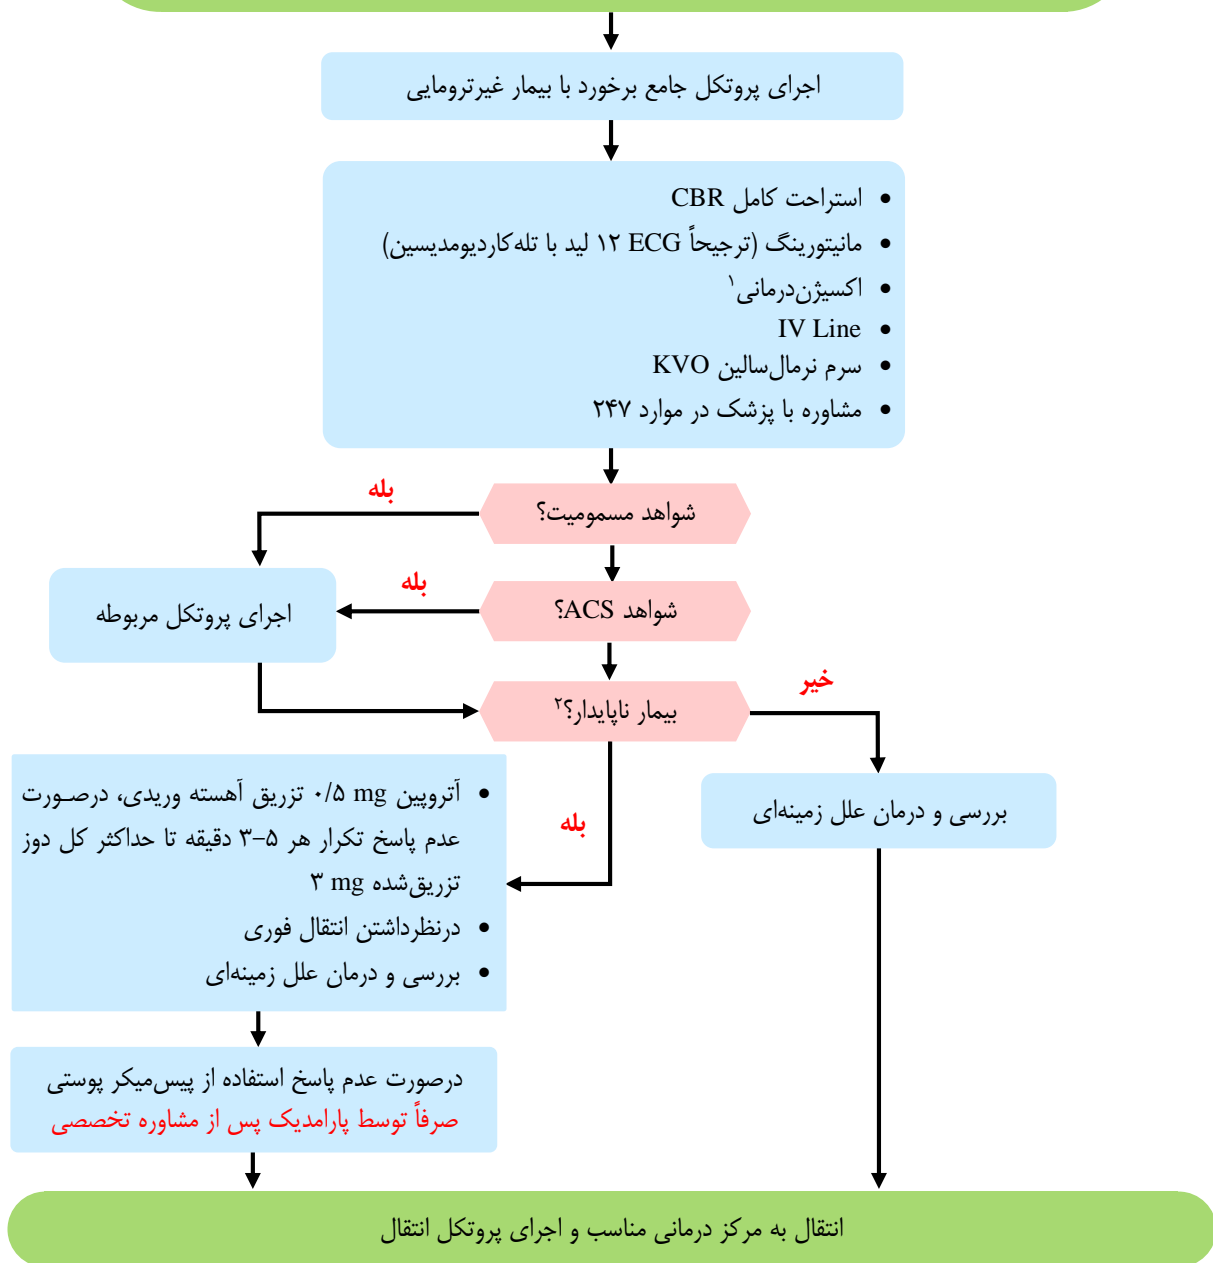 اجرای پروتکل جامع برخورد با بیمار غیرترومایی
• استراحت کامل CBR
• مانیتورینگ (ترجیحاً ECG ۱۲ لید با تله‌کاردیومدیسین)
• اکسیژن‌درمانی۱
• IV Line
• سرم نرمال‌سالین KVO
• مشاوره با پزشک در موارد ۲۴۷
بله
شواهد مسمومیت؟
بله
شواهد ACS؟
اجرای پروتکل مربوطه
خیر
بیمار ناپایدار؟۲
بررسی و درمان علل زمینه‌ای
بله
• آتروپین ۰/۵ mg تزریق آهسته وریدی، درصورت
عدم پاسخ تکرار هر ۵–۳ دقیقه تا حداکثر کل دوز
تزریق‌شده ۳ mg
• درنظرداشتن انتقال فوری
• بررسی و درمان علل زمینه‌ای
درصورت عدم پاسخ استفاده از پیس‌میکر پوستی
صرفاً توسط پارامدیک پس از مشاوره تخصصی
انتقال به مرکز درمانی مناسب و اجرای پروتکل انتقال